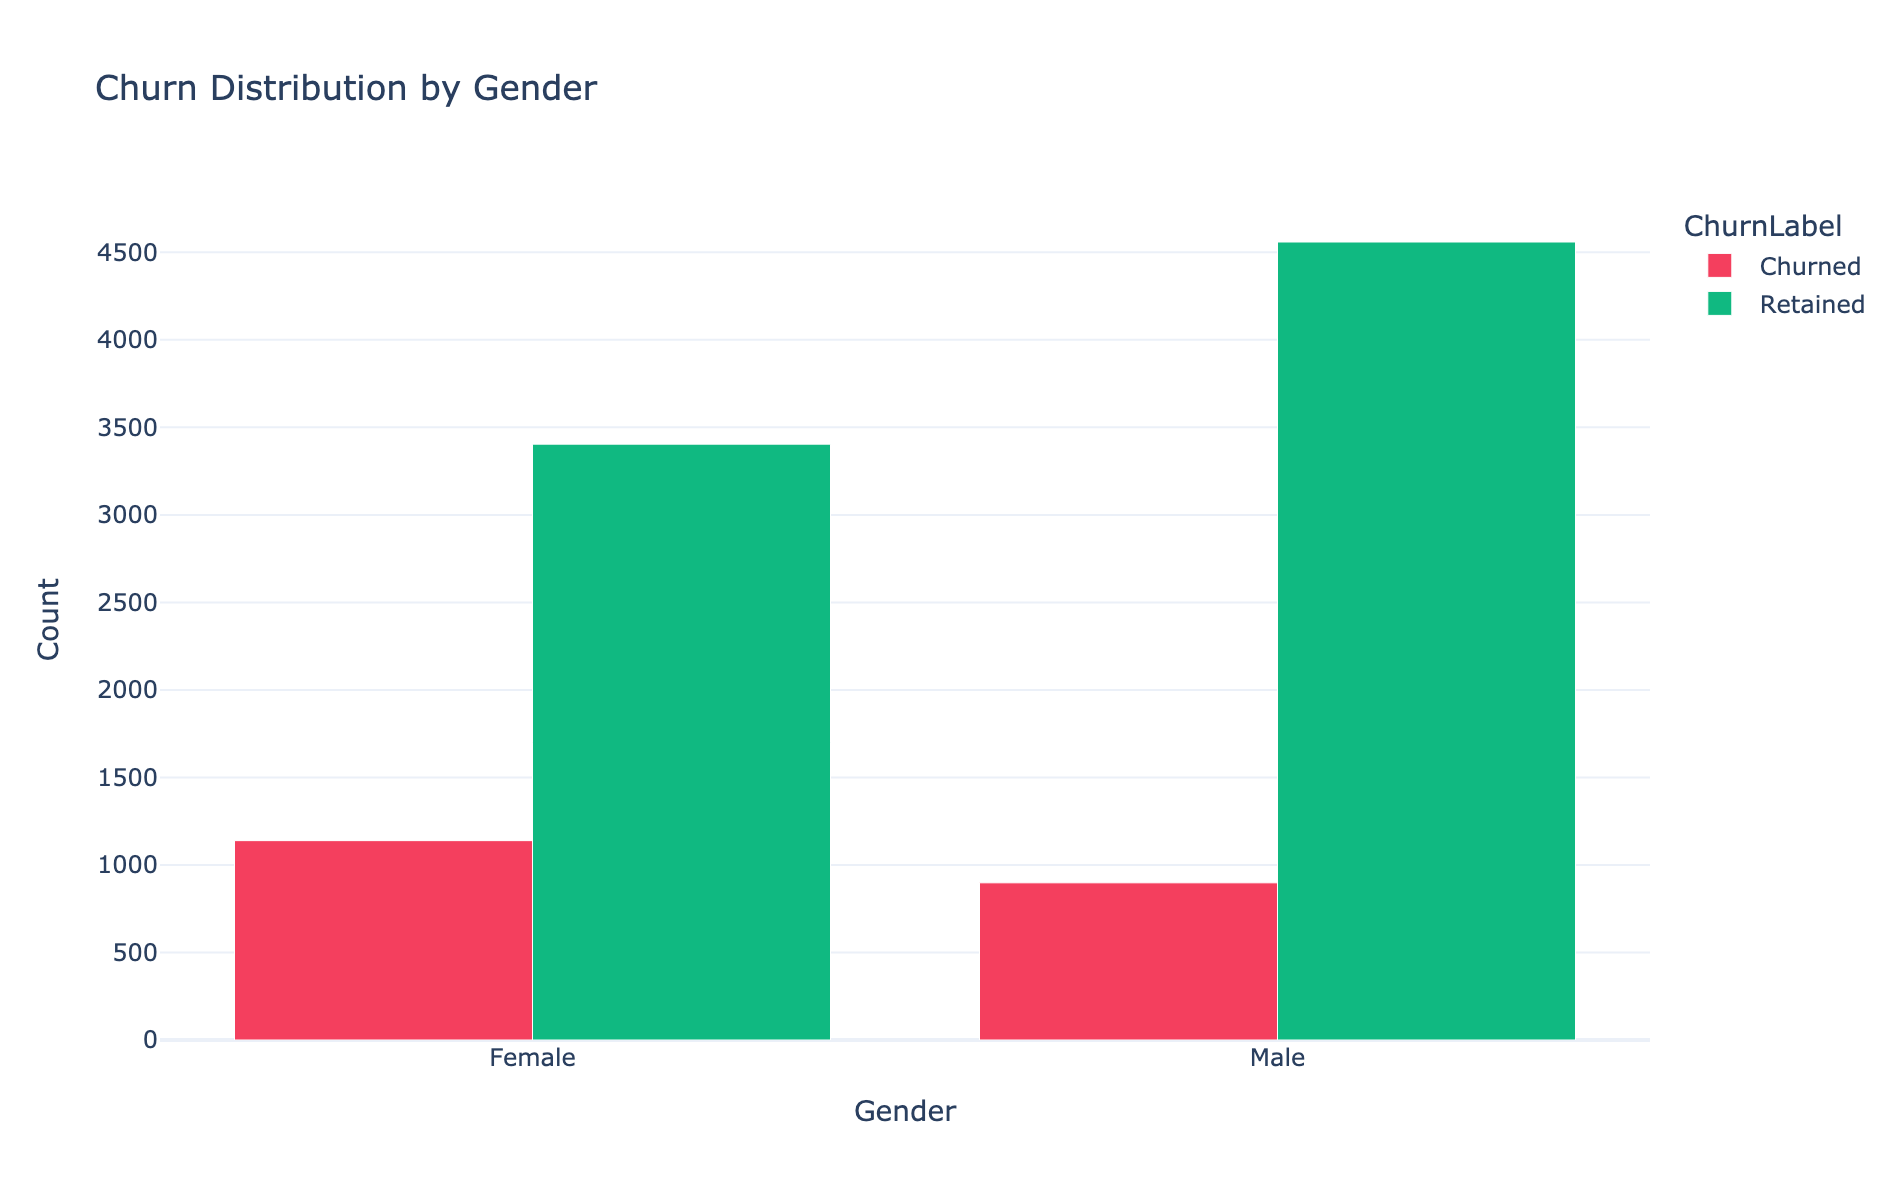 Churn Distribution by Gender
ChurnLabel
Churned
Retained
4500
4000
3500
3000
2500
2000
1500
1000
500
0
Count
Female
Male
Gender